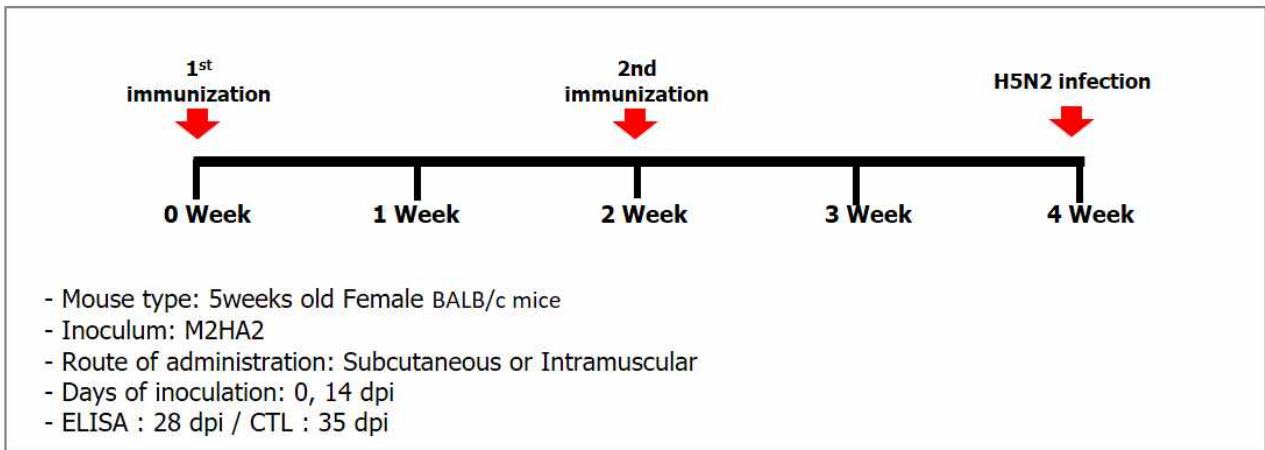 1st
immunization
2nd
immunization
H5N2 infection
0 Week
1 Week
2 Week
3 Week
4 Week
- Mouse type: 5weeks old Female BALB/c mice
- Inoculum: M2HA2
- Route of administration: Subcutaneous or Intramuscular
- Days of inoculation: 0, 14 dpi
- ELISA : 28 dpi / CTL : 35 dpi